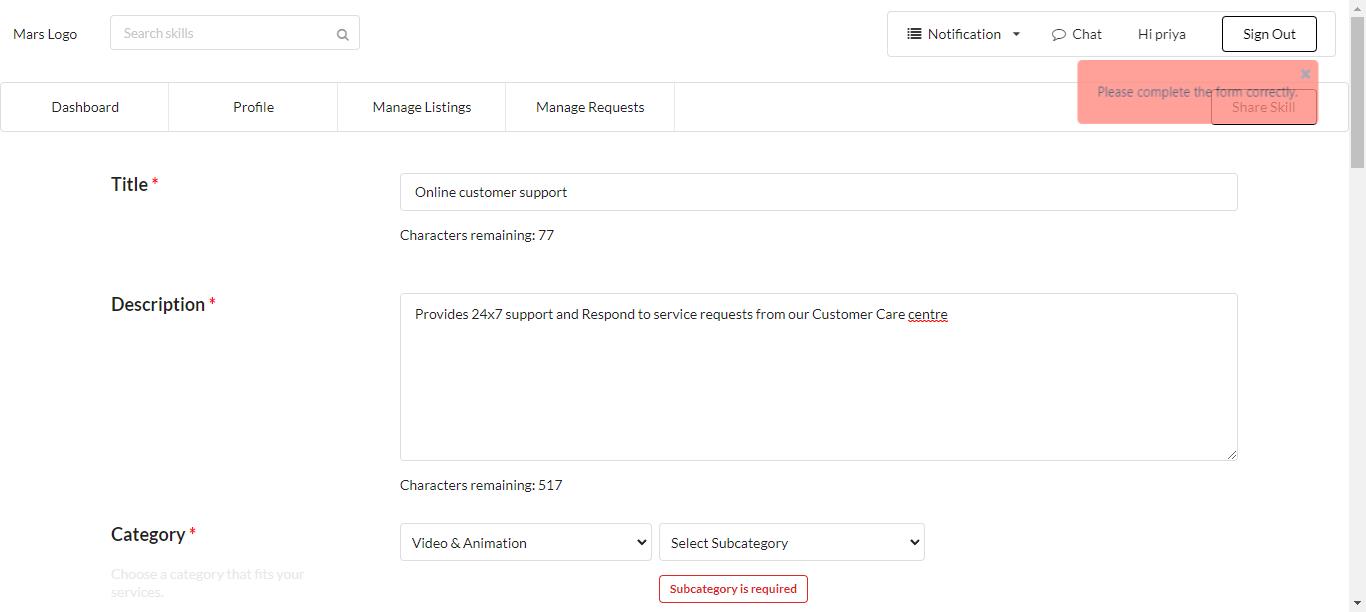 Mars Logo
Search skills
Notification
Chat
Hi priya
Sign Out
Please complete the form correctly.
Dashboard
Profile
Manage Listings
Manage Requests
Share Skill
Title *
Online customer support
Characters remaining: 77
Description *
Provides 24x7 support and Respond to service requests from our Customer Care centre
Characters remaining: 517
Category *
Video & Animation
Select Subcategory
Choose a category that fits your
services.
Subcategory is required